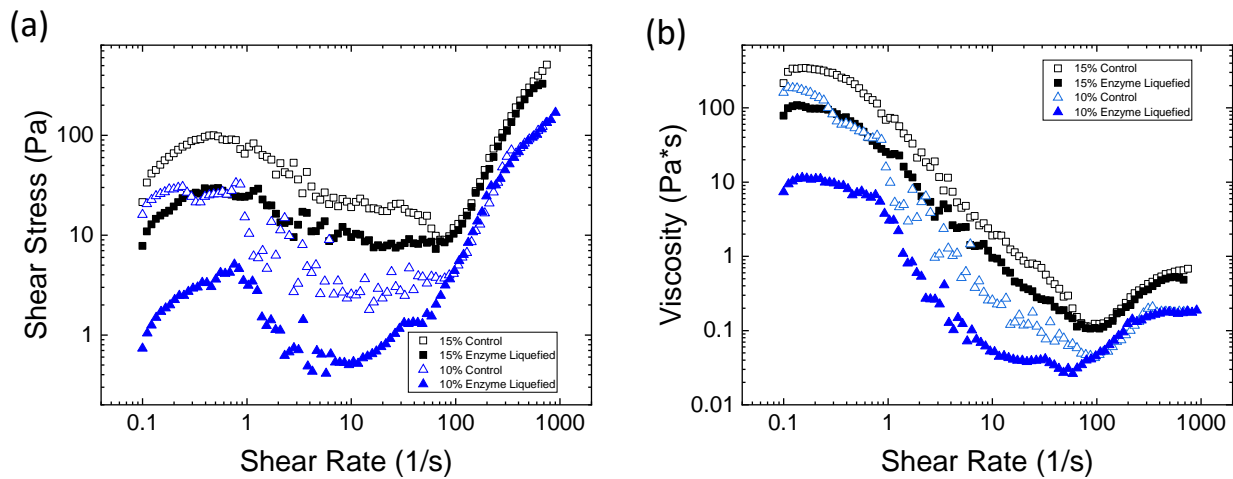 (a)
Shear Stress (Pa)
100
10
1
0.1
1
10
100
1000
Shear Rate (1/s)
15% Control
15% Enzyme Liquefied
10% Control
10% Enzyme Liquefied
(b)
Viscosity (Pa*s)
100
10
1
0.1
0.01
0.1
1
10
100
1000
Shear Rate (1/s)
15% Control
15% Enzyme Liquefied
10% Control
10% Enzyme Liquefied